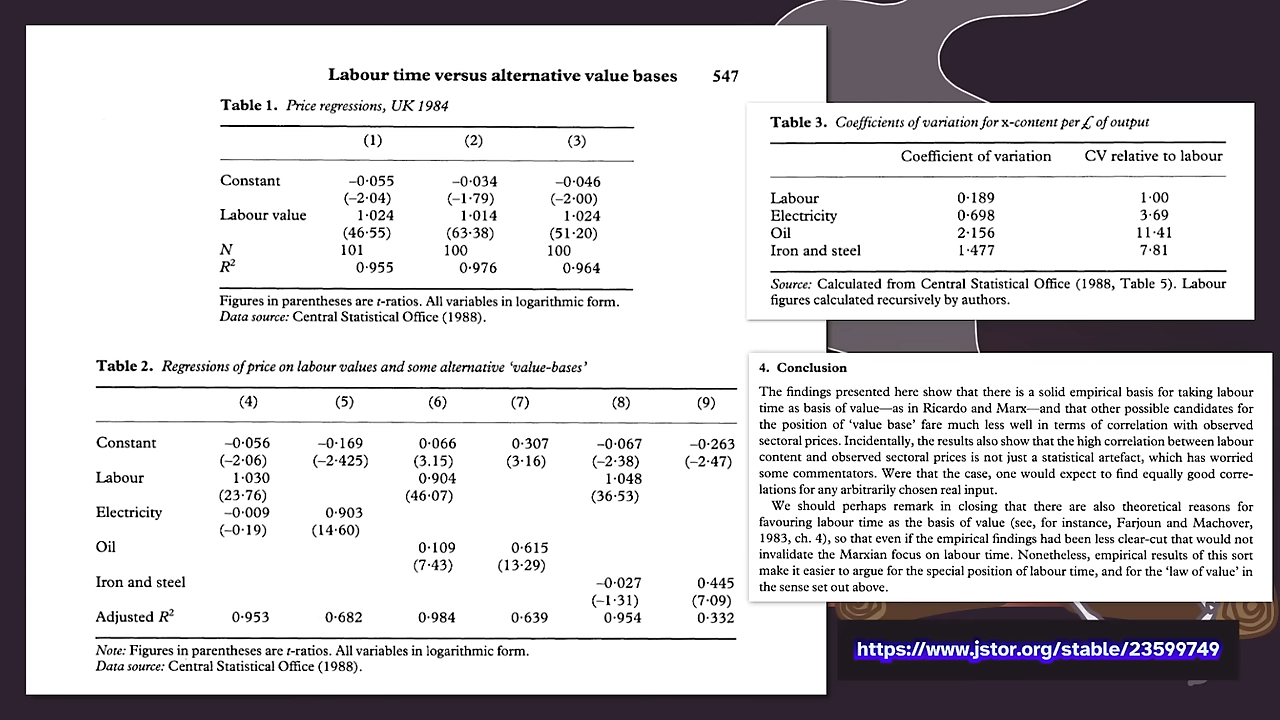 Labour time versus alternative value bases 547
Table 1. Price regressions, UK 1984
(1) (2) (3)
Constant –0·055 –0·034 –0·046
(–2·04) (–1·79) (–2·00)
Labour value 1·024 1·014 1·024
(46·55) (63·38) (51·20)
N 101 100 100
R² 0·955 0·976 0·964
Figures in parentheses are t-ratios. All variables in logarithmic form.
Data source: Central Statistical Office (1988).
Table 2. Regressions of price on labour values and some alternative ‘value-bases’
(4) (5) (6) (7) (8) (9)
Constant –0·056 –0·169 0·066 0·307 –0·067 –0·263
(–2·06) (–2·425) (3·15) (3·16) (–2·38) (–2·47)
Labour 1·030 0·904 1·048
(23·76) (46·07) (36·53)
Electricity –0·009 0·903
(–0·19) (14·60)
Oil 0·109 0·615
(7·43) (13·29)
Iron and steel –0·027 0·445
(–1·31) (7·09)
Adjusted R² 0·953 0·682 0·984 0·639 0·954 0·332
Note: Figures in parentheses are t-ratios. All variables in logarithmic form.
Data source: Central Statistical Office (1988).
Table 3. Coefficients of variation for x-content per £ of output
Coefficient of variation CV relative to labour
Labour 0·189 1·00
Electricity 0·698 3·69
Oil 2·156 11·41
Iron and steel 1·477 7·81
Source: Calculated from Central Statistical Office (1988, Table 5). Labour
figures calculated recursively by authors.
4. Conclusion
The findings presented here show that there is a solid empirical basis for taking labour
time as basis of value—as in Ricardo and Marx—and that other possible candidates for
the position of ‘value base’ fare much less well in terms of correlation with observed
sectoral prices. Incidentally, the results also show that the high correlation between labour
content and observed sectoral prices is not just a statistical artefact, which has worried
some commentators. Were that the case, one would expect to find equally good corre-
lations for any arbitrarily chosen real input.
We should perhaps remark in closing that there are also theoretical reasons for
favouring labour time as the basis of value (see, for instance, Farjoun and Machover,
1983, ch. 4), so that even if the empirical findings had been less clear-cut that would not
invalidate the Marxian focus on labour time. Nonetheless, empirical results of this sort
make it easier to argue for the special position of labour time, and for the ‘law of value’ in
the sense set out above.
https://www.jstor.org/stable/23599749